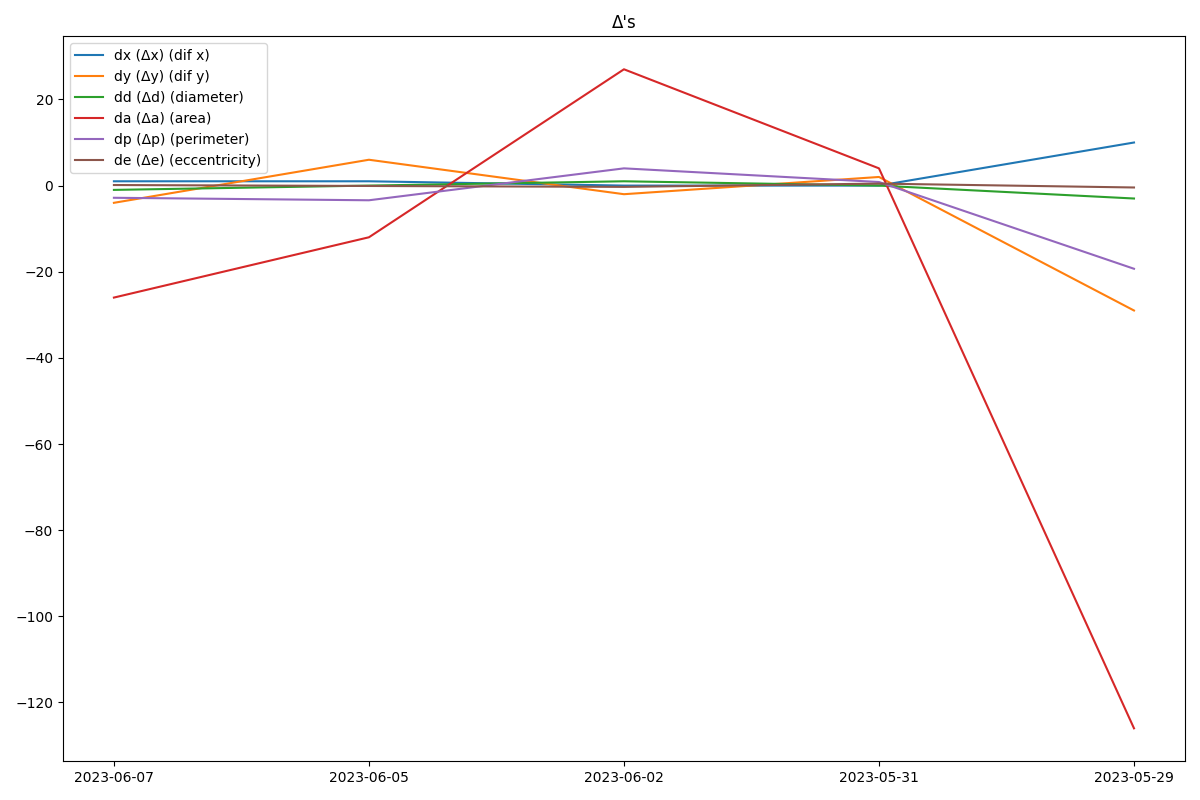 Δ's
dx (Δx) (dif x)
dy (Δy) (dif y)
dd (Δd) (diameter)
da (Δa) (area)
dp (Δp) (perimeter)
de (Δe) (eccentricity)
20
0
−20
−40
−60
−80
−100
−120
2023-06-07 2023-06-05 2023-06-02 2023-05-31 2023-05-29